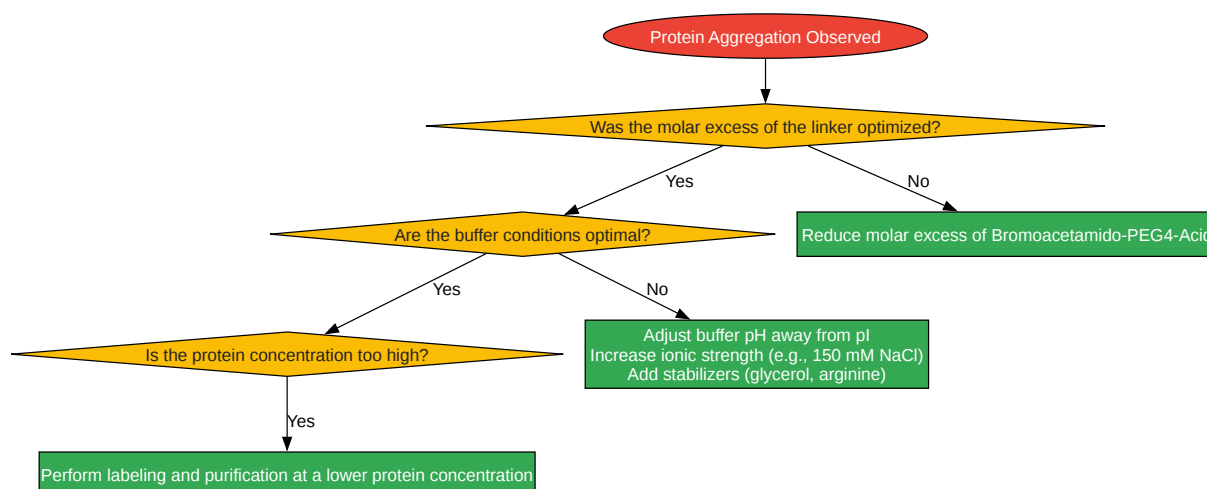 Protein Aggregation Observed
Was the molar excess of the linker optimized?
Yes
No
Are the buffer conditions optimal?
Reduce molar excess of Bromoacetamido-PEG4-Acid
Yes
No
Is the protein concentration too high?
Adjust buffer pH away from pI
Increase ionic strength (e.g., 150 mM NaCl)
Add stabilizers (glycerol, arginine)
Yes
Perform labeling and purification at a lower protein concentration